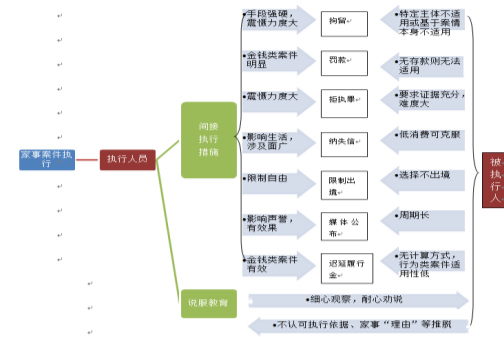 手段强硬，
震慑力度大
拘留
特定主体不适
用或基于案情
本身不适用
金钱类案件
明显
罚款
无存款则无法
适用
震慑力度大
拒执罪
要求证据充分，
难度大
间接
执行
措施
影响生活，
涉及面广
纳失信
低消费可克服
家事案件执
行
执行人员
限制自由
限制出
境
选择不出境
被
执
行
人
影响声誉，
有效果
媒体公
布
周期长
金钱类案件
有效
迟延履行
金
无计算方式，
行为类案件适
用性低
说服教育
细心观察，耐心劝说
不认可执行依据、家事“理由”等推脱